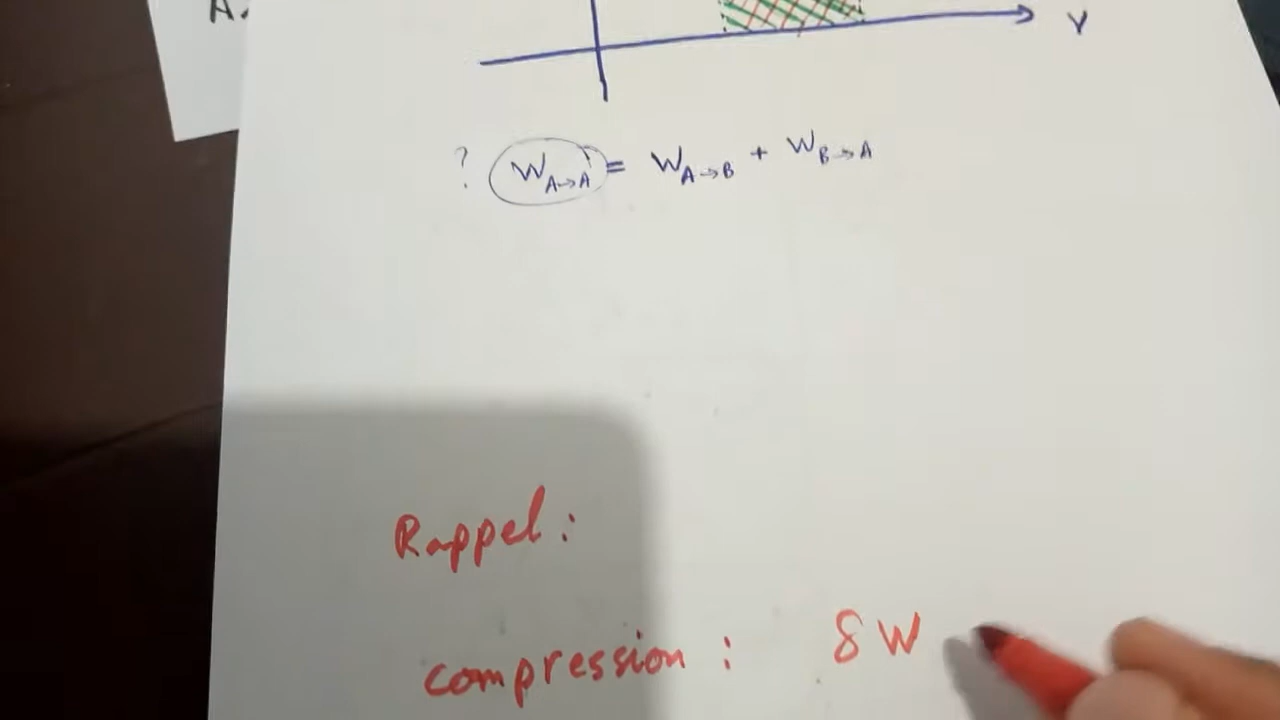 A.
V
? W A→A = W A→B + W B→A
Rappel :
compression : δW